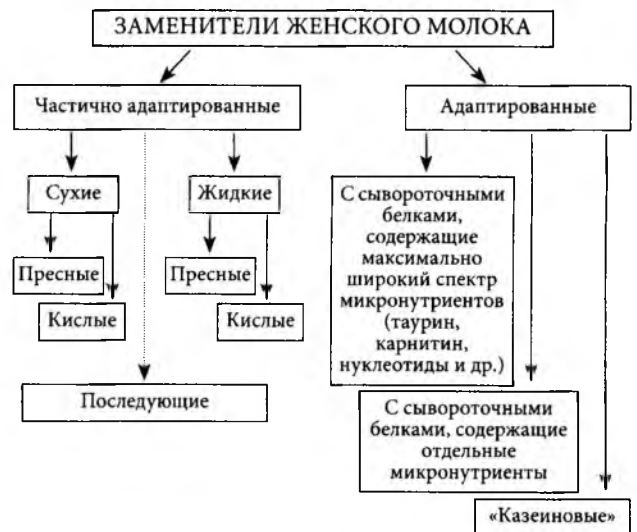 ЗАМЕНИТЕЛИ ЖЕНСКОГО МОЛОКА
Частично адаптированные
Адаптированные
Сухие
Жидкие
Пресные
Кислые
Пресные
Кислые
Последующие
С сывороточными
белками,
содержащие
максимально
широкий спектр
микронутриентов
(таурин,
карнитин,
нуклеотиды и др.)
С сывороточными
белками, содержащие
отдельные
микронутриенты
«Казеиновые»